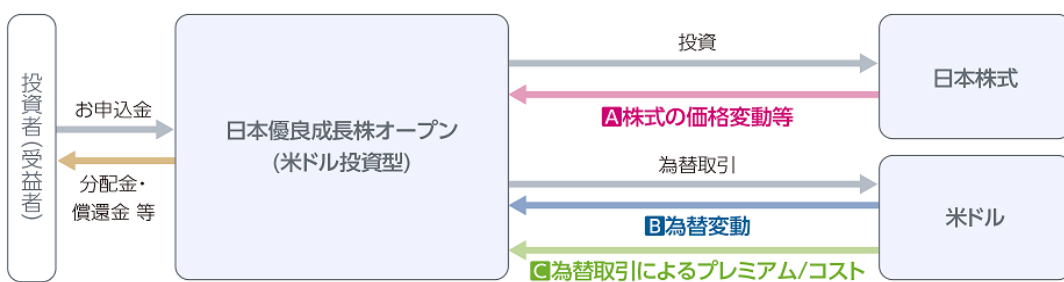 投資者(受益者)
お申込金
分配金・
償還金 等
日本優良成長株オープン
(米ドル投資型)
投資
A株式の価格変動等
為替取引
B為替変動
C為替取引によるプレミアム/コスト
日本株式
米ドル